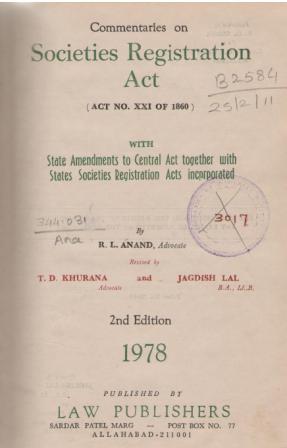 Commentaries on
Societies Registration
Act
(ACT NO. XXI OF 1860)
B2584
25/2/11
WITH
State Amendments to Central Act together with
States Societies Registration Acts incorporated
344.031
Ana
3017
By
R. L. ANAND, Advocate
Revised by
T. D. KHURANA and JAGDISH LAL
Advocate B.A., LL.B.
2nd Edition
1978
PUBLISHED BY
LAW PUBLISHERS
SARDAR PATEL MARG — POST BOX NO. 77
ALLAHABAD-211001